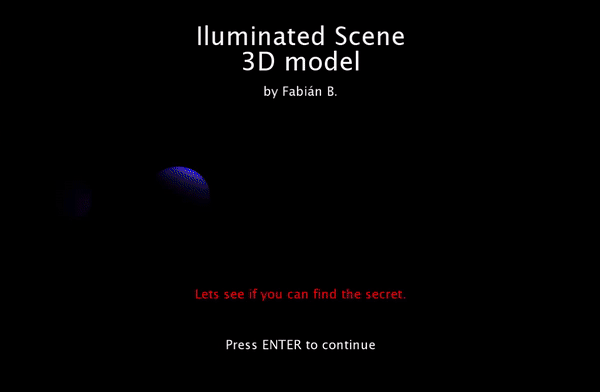 Iluminated Scene
3D model
by Fabián B.
Lets see if you can find the secret.
Press ENTER to continue